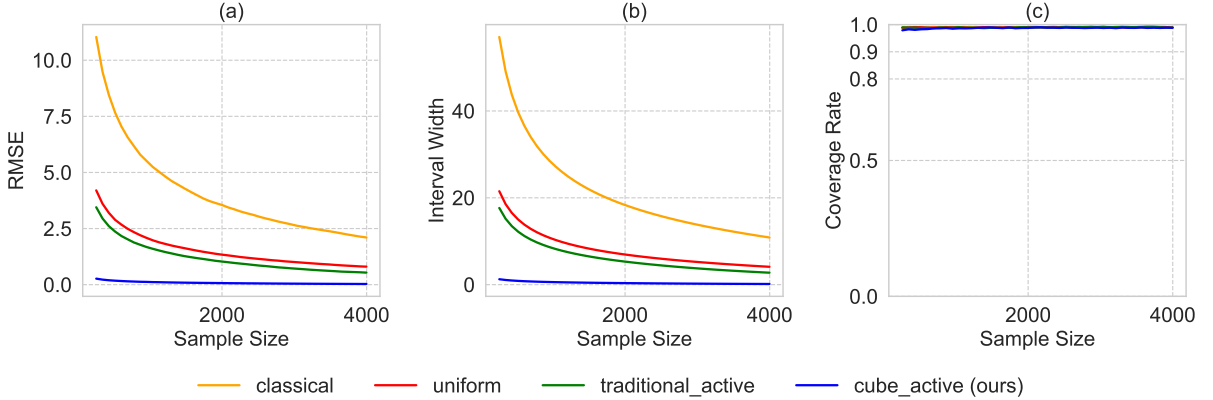 (a)
RMSE
10.0
7.5
5.0
2.5
0.0
2000
4000
Sample Size
(b)
Interval Width
40
20
0
2000
4000
Sample Size
(c)
Coverage Rate
1.0
0.9
0.8
0.5
0.0
2000
4000
Sample Size
classical
uniform
traditional_active
cube_active (ours)